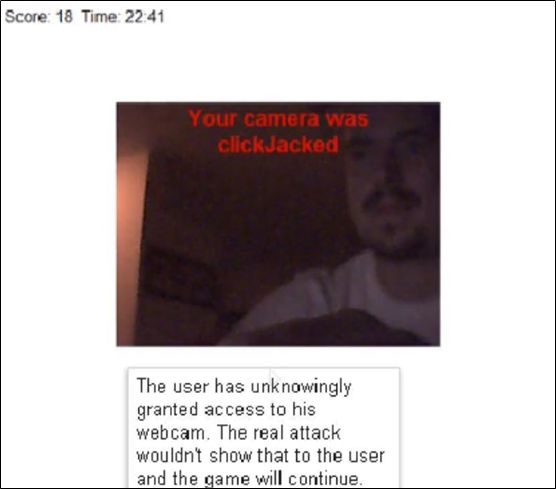 Score: 18 Time: 22:41
Your camera was
clickJacked
The user has unknowingly
granted access to his
webcam. The real attack
wouldn't show that to the user
and the game will continue.